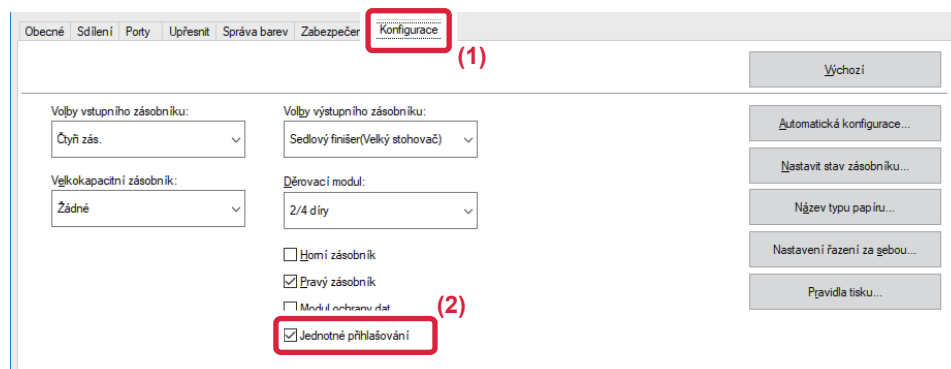 Obecné Sdílení Porty Upřesnit Správa barev Zabezpečen Konfigurace
(1)
Výchozí
Volby vstupního zásobníku:
Čtyři zás.
Velkokapacitní zásobník:
Žádné
Volby výstupního zásobníku:
Sedlový finišer(Velký stohovač)
Děrovací modul:
2/4 díry
Horní zásobník
Pravý zásobník
Modul ochrany dat
(2)
Jednotné přihlašování
Automatická konfigurace...
Nastavit stav zásobníku...
Název typu papíru...
Nastavení řazení za sebou...
Pravidla tisku...